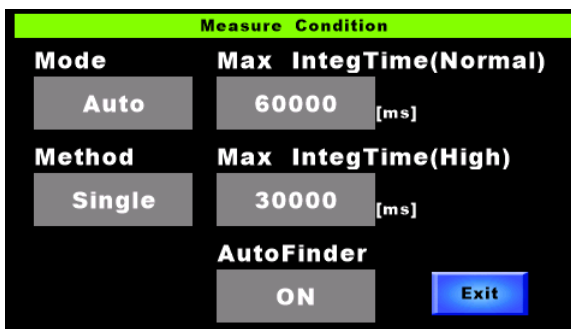 Measure Condition
Mode
Max IntegTime(Normal)
Auto
60000 [ms]
Method
Max IntegTime(High)
Single
30000 [ms]
AutoFinder
ON
Exit